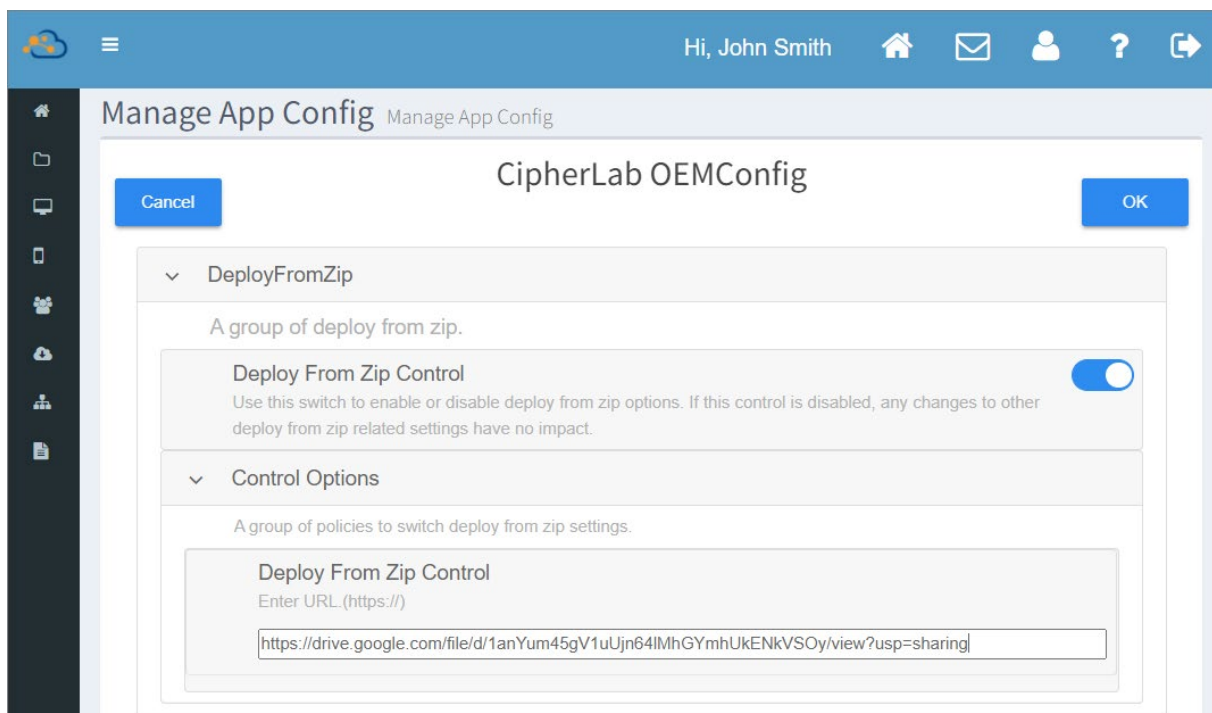 Hi, John Smith
Manage App Config Manage App Config
CipherLab OEMConfig
Cancel
OK
DeployFromZip
A group of deploy from zip.
Deploy From Zip Control
Use this switch to enable or disable deploy from zip options. If this control is disabled, any changes to other
deploy from zip related settings have no impact.
Control Options
A group of policies to switch deploy from zip settings.
Deploy From Zip Control
Enter URL.(https://)
https://drive.google.com/file/d/1anYum45gV1uUjn64lMhGYmhUkENkVSOy/view?usp=sharing